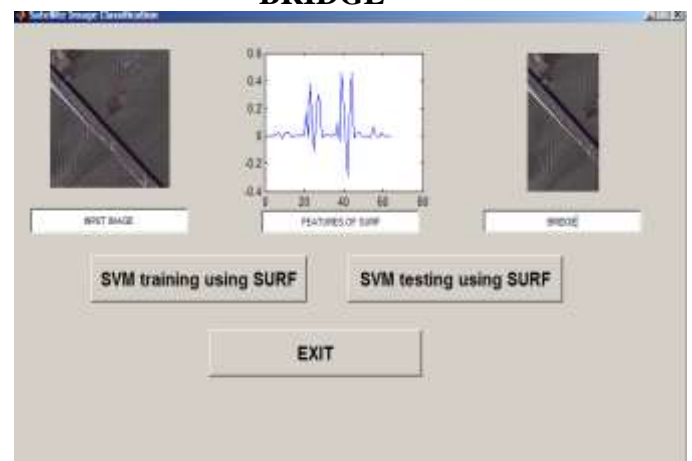 BRIDGE
Satellite Image Classification
0.6
0.4
0.2
0
-0.2
-0.4
0 20 40 60 80
INPUT IMAGE
FEATURES OF SURF
BRIDGE
SVM training using SURF
SVM testing using SURF
EXIT